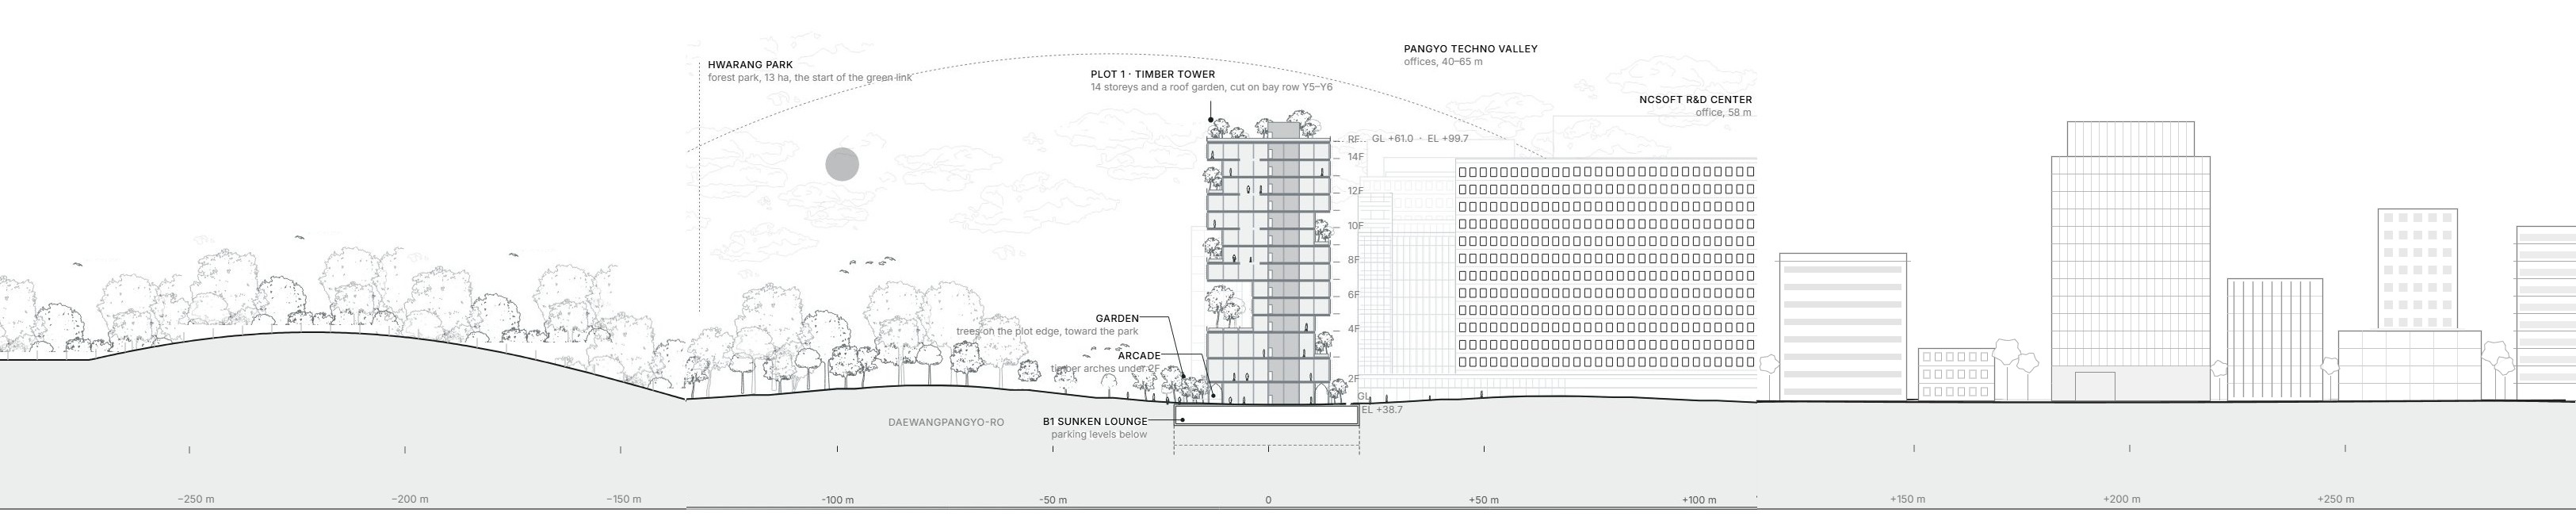 HWARANG PARK
forest park, 13 ha, the start of the green link
PLOT 1 · TIMBER TOWER
14 storeys and a roof garden, cut on bay row Y5–Y6
PANGYO TECHNO VALLEY
offices, 40–65 m
NCSOFT R&D CENTER
office, 58 m
RF
GL +61.0 · EL +99.7
14F
12F
10F
8F
6F
4F
2F
GL
EL +38.7
GARDEN
trees on the plot edge, toward the park
ARCADE
timber arches under 2F
DAEWANGPANGYO-RO
B1 SUNKEN LOUNGE
parking levels below
−250 m
−200 m
−150 m
-100 m
-50 m
0
+50 m
+100 m
+150 m
+200 m
+250 m